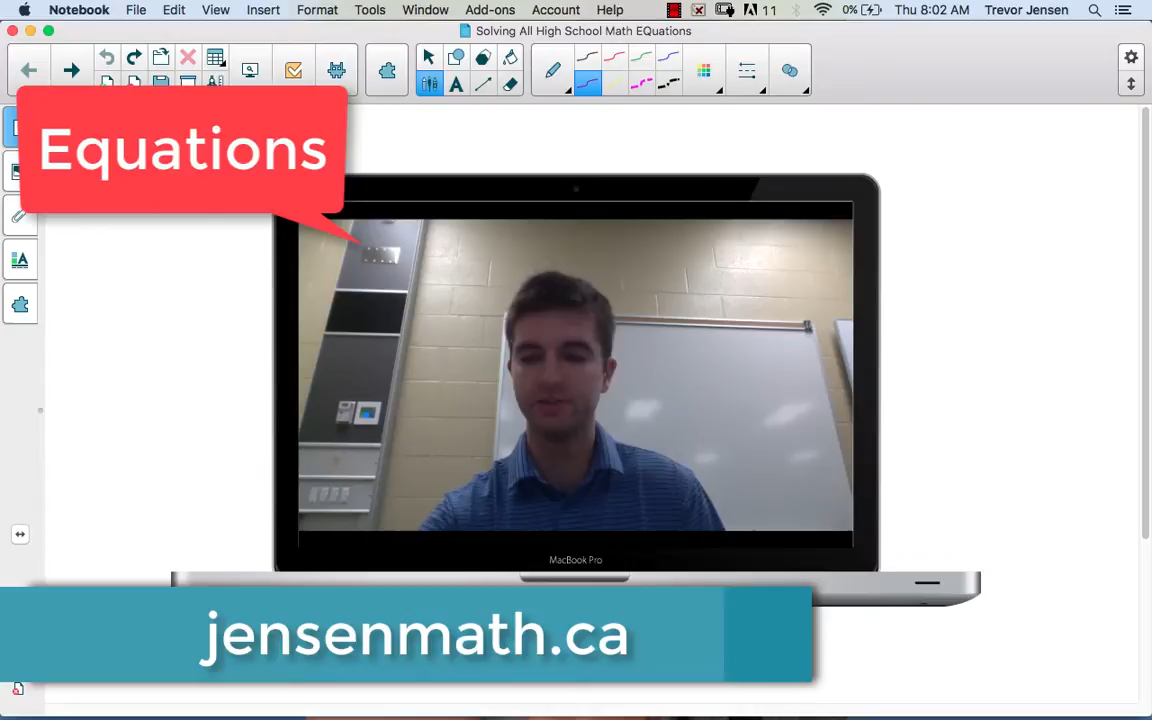 Notebook File Edit View Insert Format Tools Window Add-ons Account Help 11 0% Thu 8:02 AM Trevor Jensen
Solving All High School Math EQuations
A
A
Equations
MacBook Pro
jensenmath.ca